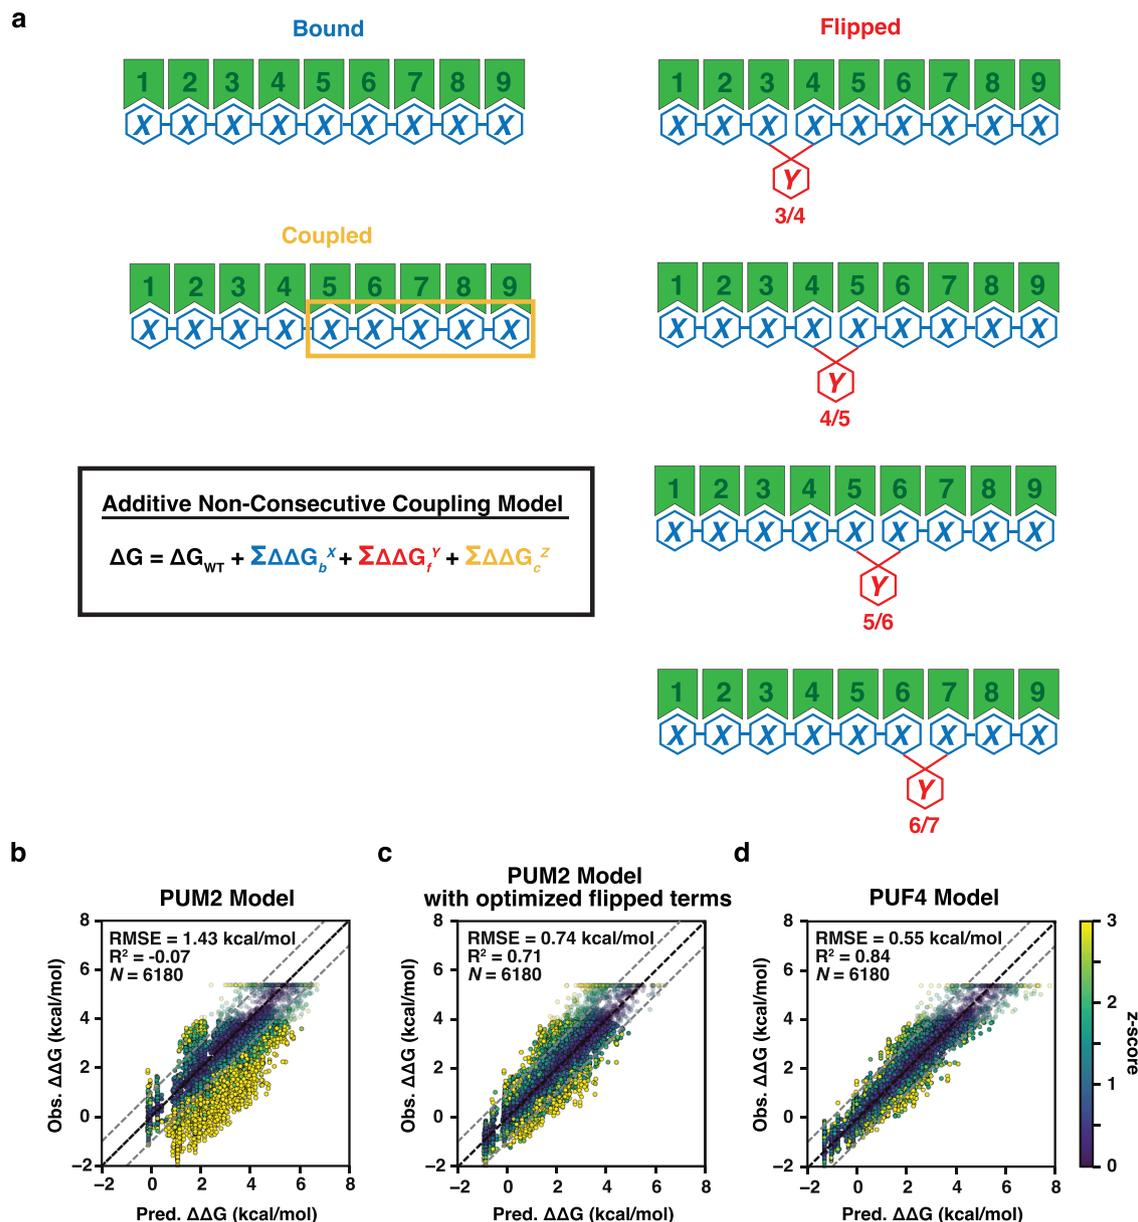 a
Bound
1 2 3 4 5 6 7 8 9
X X X X X X X X X
Flipped
1 2 3 4 5 6 7 8 9
X X X X X X X X X
Y
3/4
Coupled
1 2 3 4 5 6 7 8 9
X X X X X X X X X
1 2 3 4 5 6 7 8 9
X X X X X X X X X
Y
4/5
Additive Non-Consecutive Coupling Model
ΔG = ΔG_WT + ΣΔΔG_b^X + ΣΔΔG_f^Y + ΣΔΔG_c^Z
1 2 3 4 5 6 7 8 9
X X X X X X X X X
Y
5/6
1 2 3 4 5 6 7 8 9
X X X X X X X X X
Y
6/7
b
PUM2 Model
RMSE = 1.43 kcal/mol
R² = -0.07
N = 6180
Obs. ΔΔG (kcal/mol)
8
6
4
2
0
−2
−2 0 2 4 6 8
Pred. ΔΔG (kcal/mol)
c
PUM2 Model
with optimized flipped terms
RMSE = 0.74 kcal/mol
R² = 0.71
N = 6180
Obs. ΔΔG (kcal/mol)
8
6
4
2
0
−2
−2 0 2 4 6 8
Pred. ΔΔG (kcal/mol)
d
PUF4 Model
RMSE = 0.55 kcal/mol
R² = 0.84
N = 6180
Obs. ΔΔG (kcal/mol)
8
6
4
2
0
−2
−2 0 2 4 6 8
Pred. ΔΔG (kcal/mol)
3
2
1
0
z-score